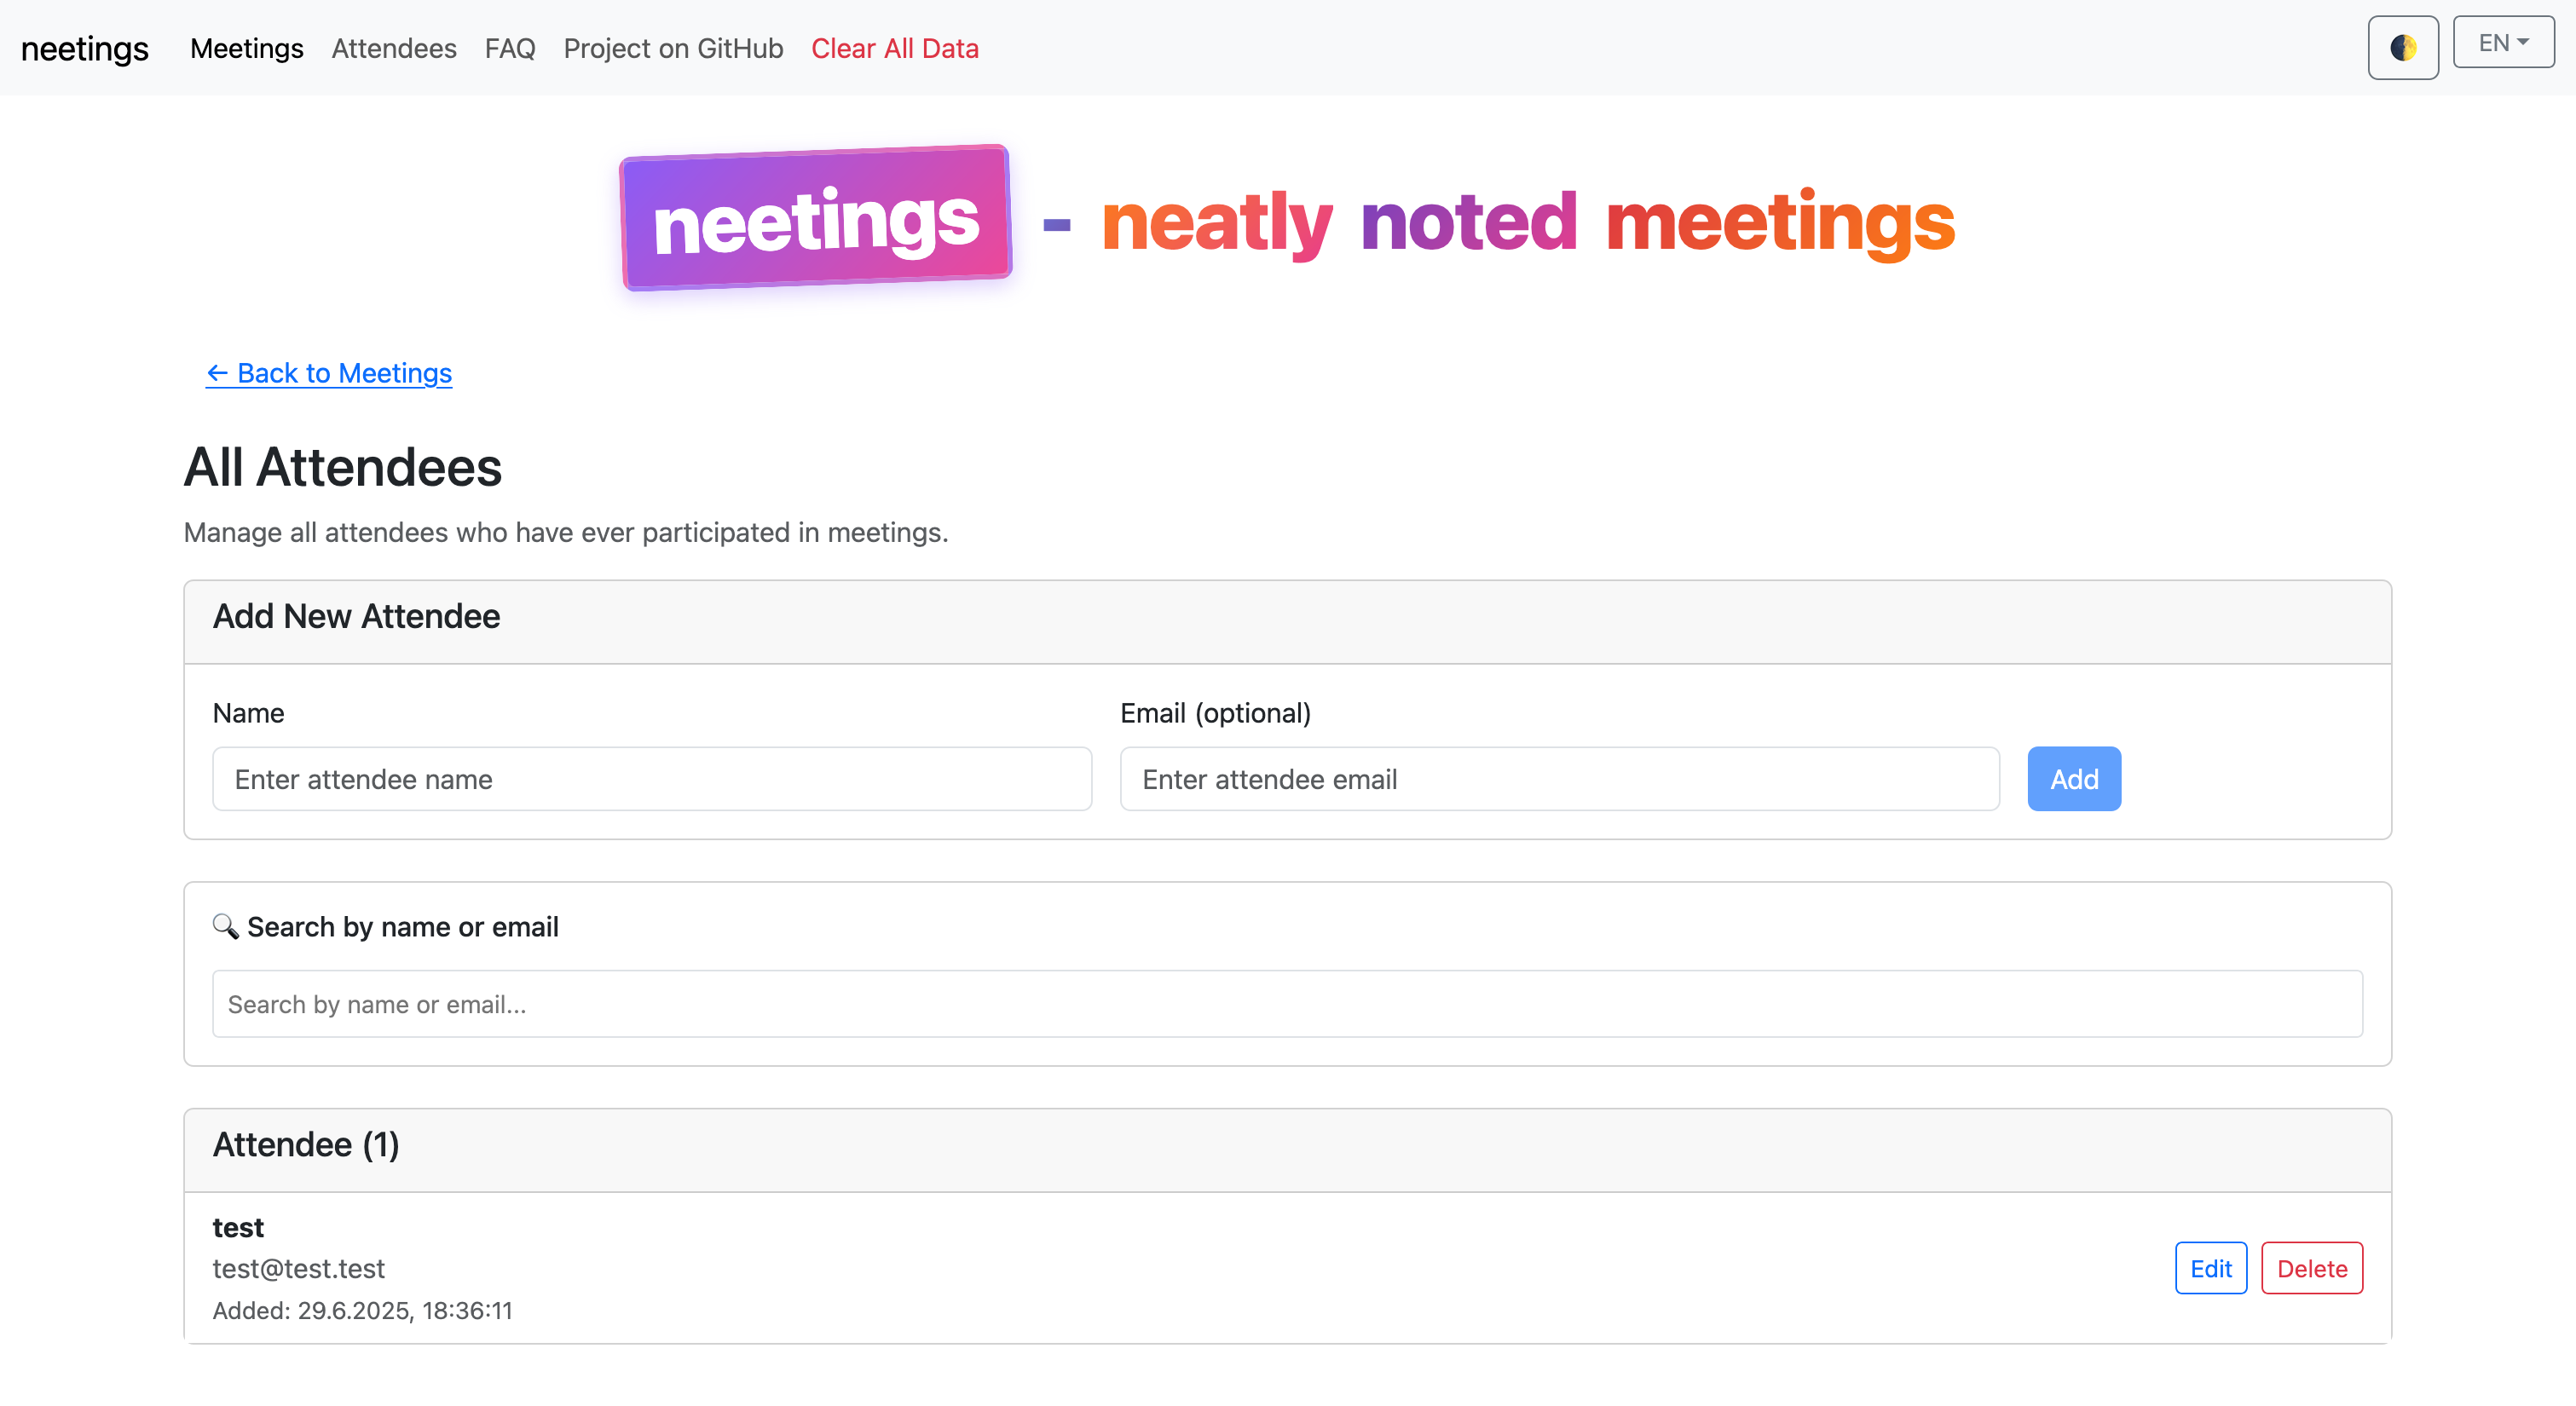 neetings Meetings Attendees FAQ Project on GitHub Clear All Data EN
neetings - neatly noted meetings
← Back to Meetings
All Attendees
Manage all attendees who have ever participated in meetings.
Add New Attendee
Name Email (optional)
Enter attendee name Enter attendee email Add
Search by name or email
Search by name or email...
Attendee (1)
test
test@test.test
Added: 29.6.2025, 18:36:11
Edit Delete